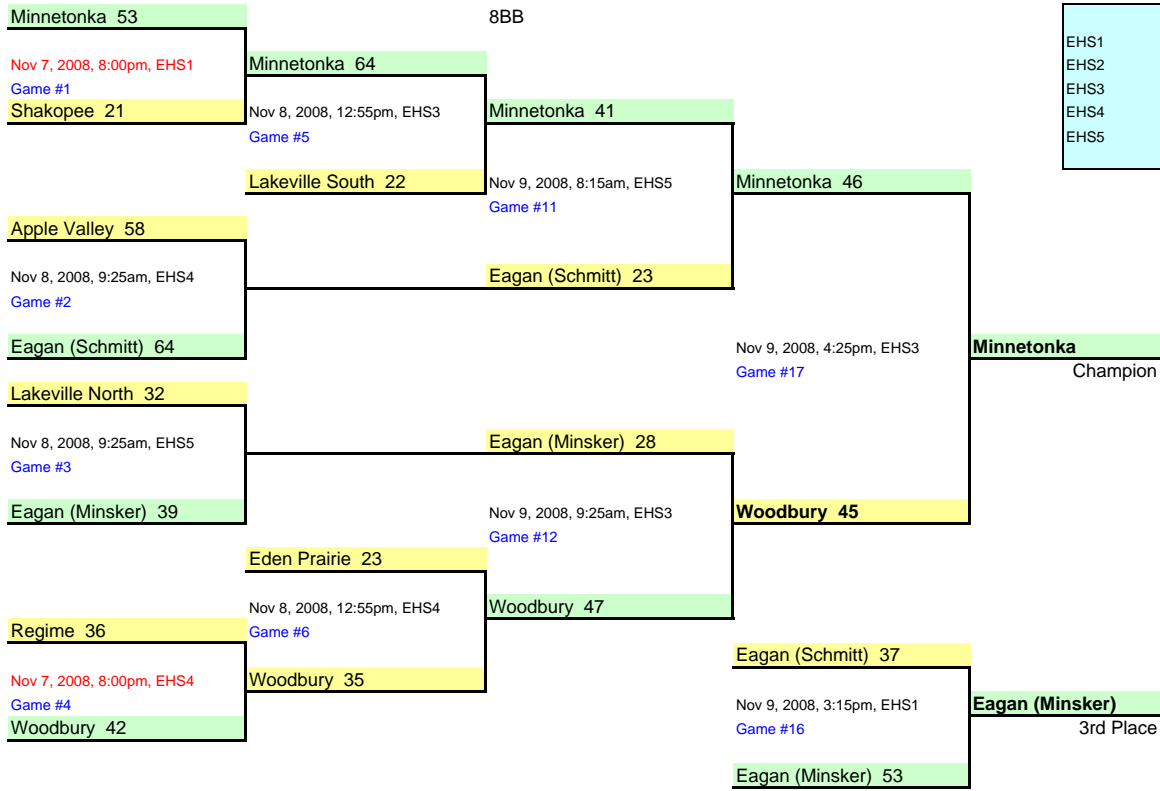 Minnetonka 53
8BB
EHS1
EHS2
EHS3
EHS4
EHS5
Nov 7, 2008, 8:00pm, EHS1
Game #1
Shakopee 21
Minnetonka 64
Nov 8, 2008, 12:55pm, EHS3
Game #5
Lakeville South 22
Minnetonka 41
Nov 9, 2008, 8:15am, EHS5
Game #11
Eagan (Schmitt) 23
Minnetonka 46
Apple Valley 58
Nov 8, 2008, 9:25am, EHS4
Game #2
Eagan (Schmitt) 64
Nov 9, 2008, 4:25pm, EHS3
Game #17
Minnetonka
Champion
Lakeville North 32
Nov 8, 2008, 9:25am, EHS5
Game #3
Eagan (Minsker) 39
Eagan (Minsker) 28
Nov 9, 2008, 9:25am, EHS3
Game #12
Woodbury 45
Eden Prairie 23
Nov 8, 2008, 12:55pm, EHS4
Game #6
Woodbury 35
Woodbury 47
Regime 36
Nov 7, 2008, 8:00pm, EHS4
Game #4
Woodbury 42
Eagan (Schmitt) 37
Nov 9, 2008, 3:15pm, EHS1
Game #16
Eagan (Minsker) 53
Eagan (Minsker)
3rd Place